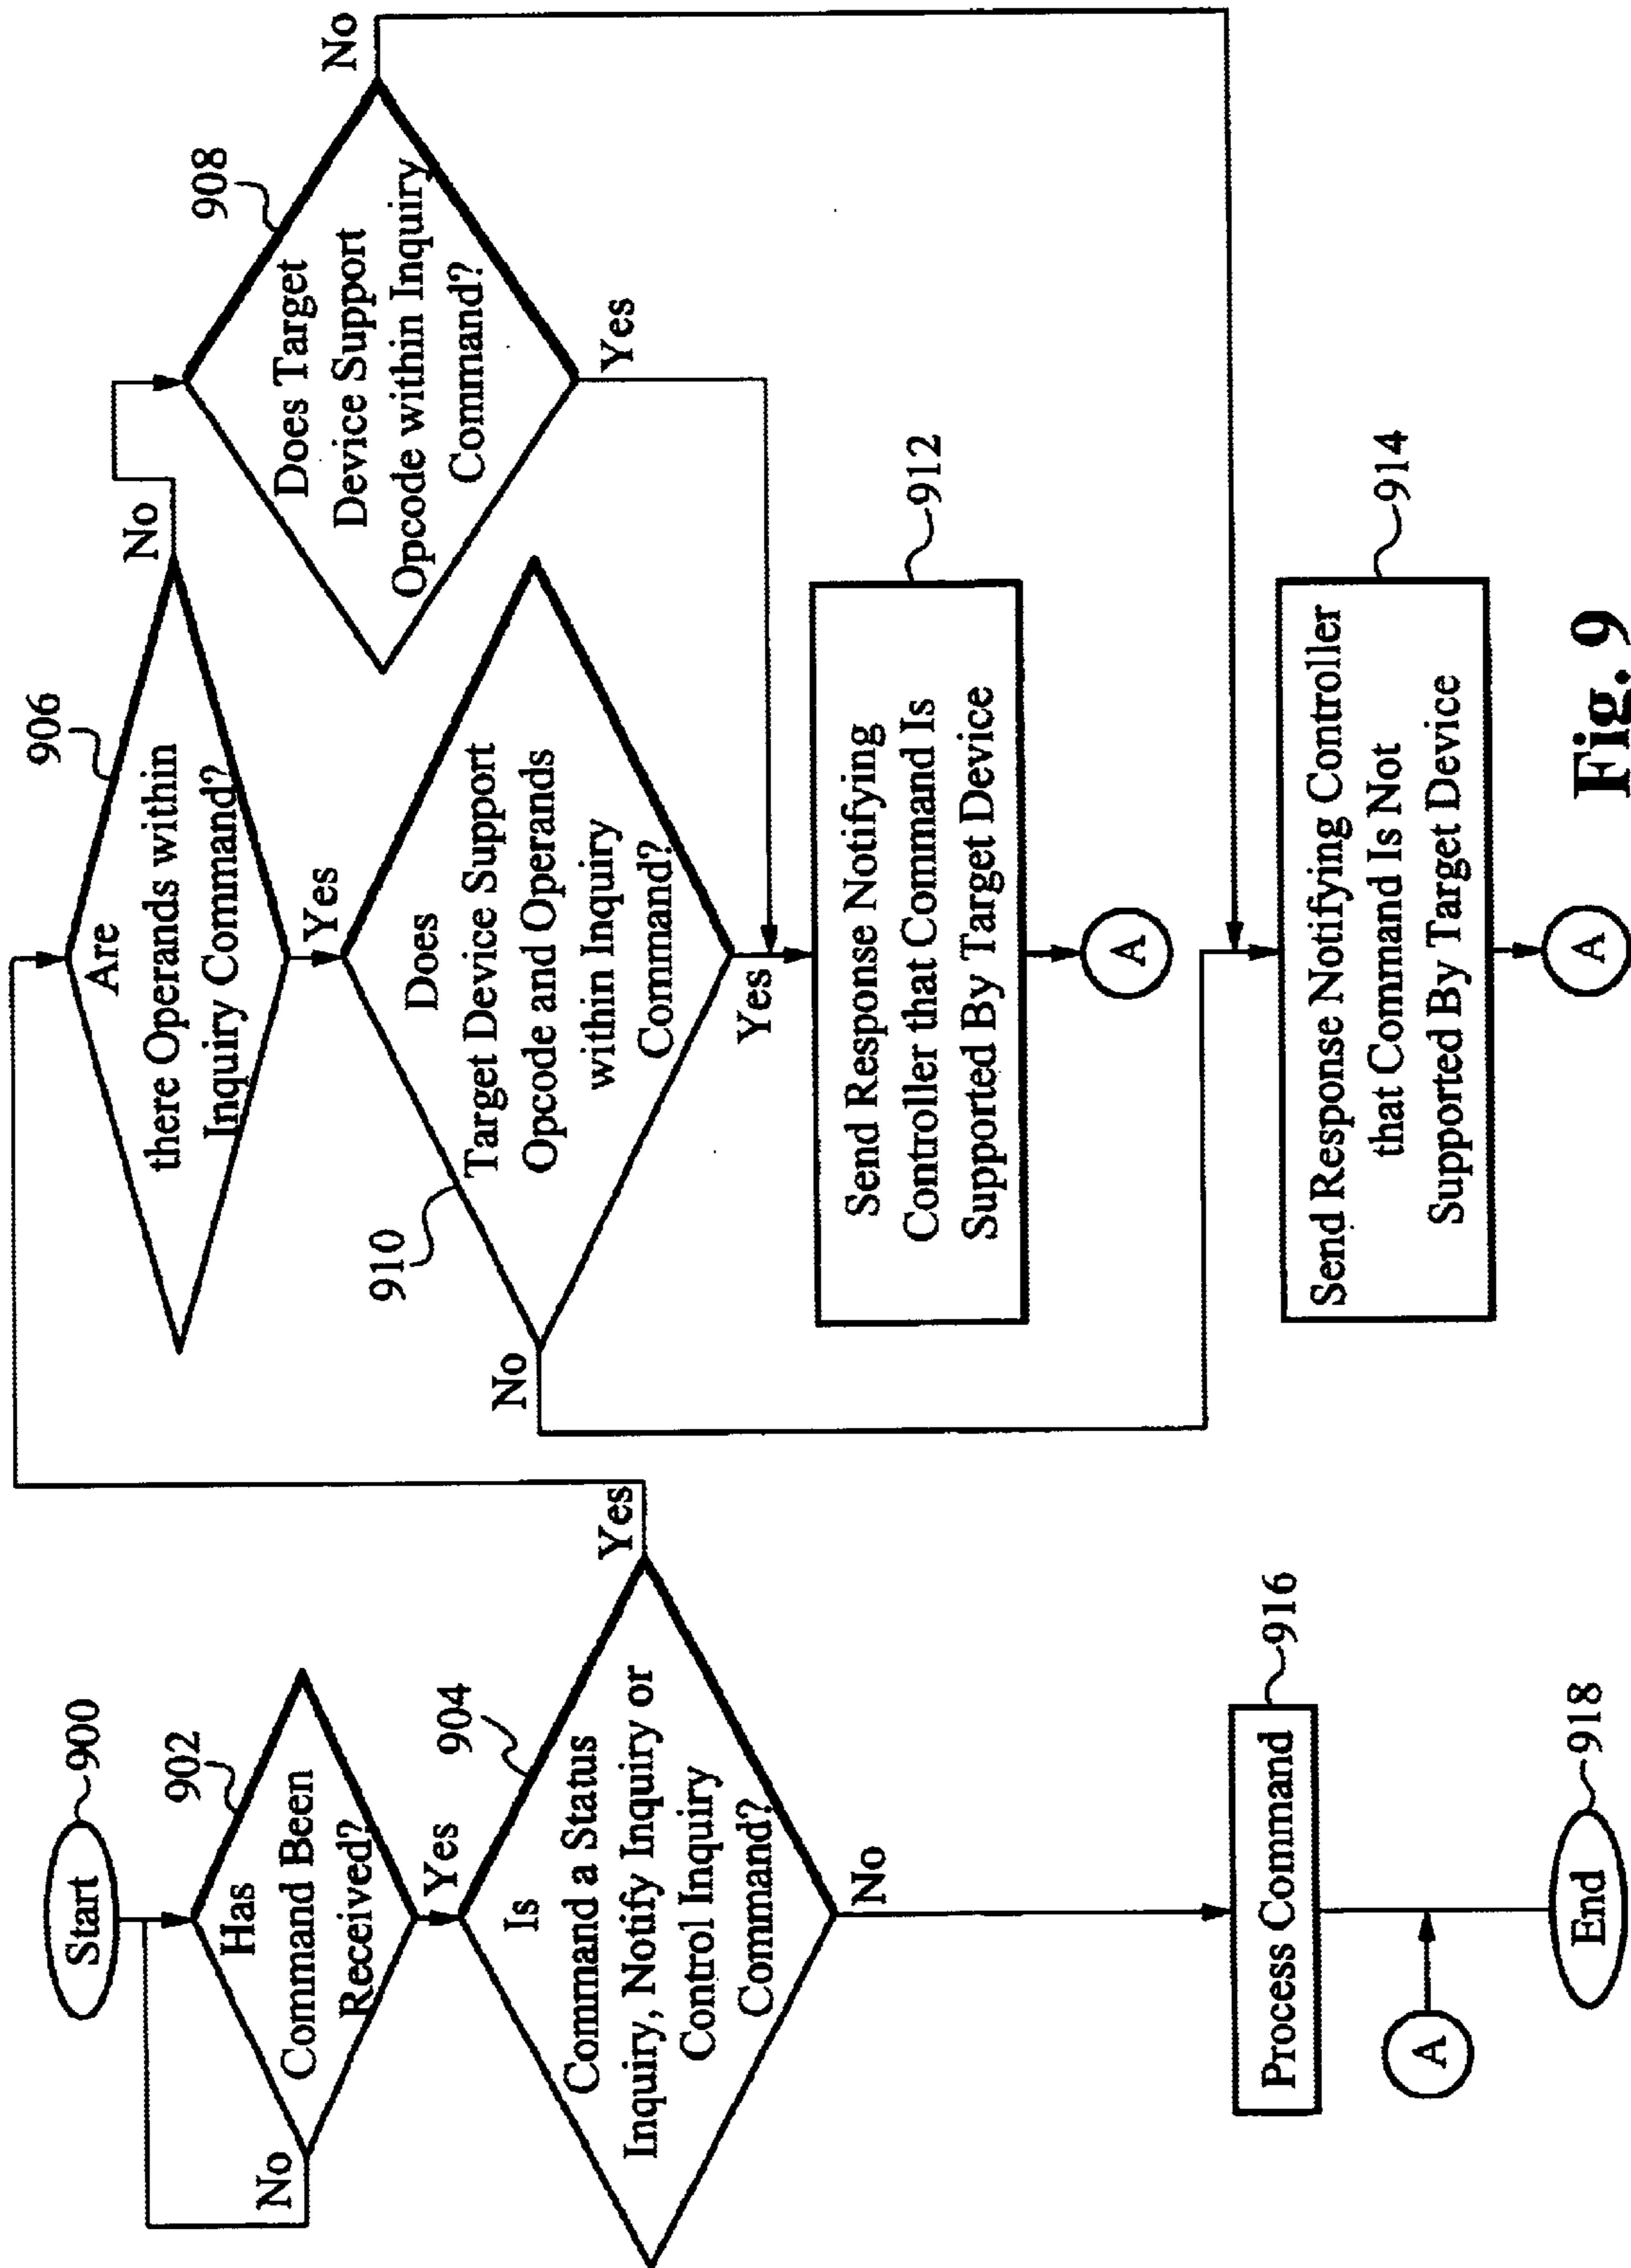 Start
900
Has
Command Been
Received?
902
No
Yes
Is
Command a Status
Inquiry, Notify Inquiry or
Control Inquiry
Command?
904
Yes
No
Process Command
916
A
End
918
Are
there Operands within
Inquiry Command?
906
No
Yes
Does Target
Device Support
Opcode within Inquiry
Command?
908
No
Yes
Does
Target Device Support
Opcode and Operands
within Inquiry
Command?
910
No
Yes
Send Response Notifying
Controller that Command Is
Supported By Target Device
912
A
Send Response Notifying Controller
that Command Is Not
Supported By Target Device
914
A
Fig. 9